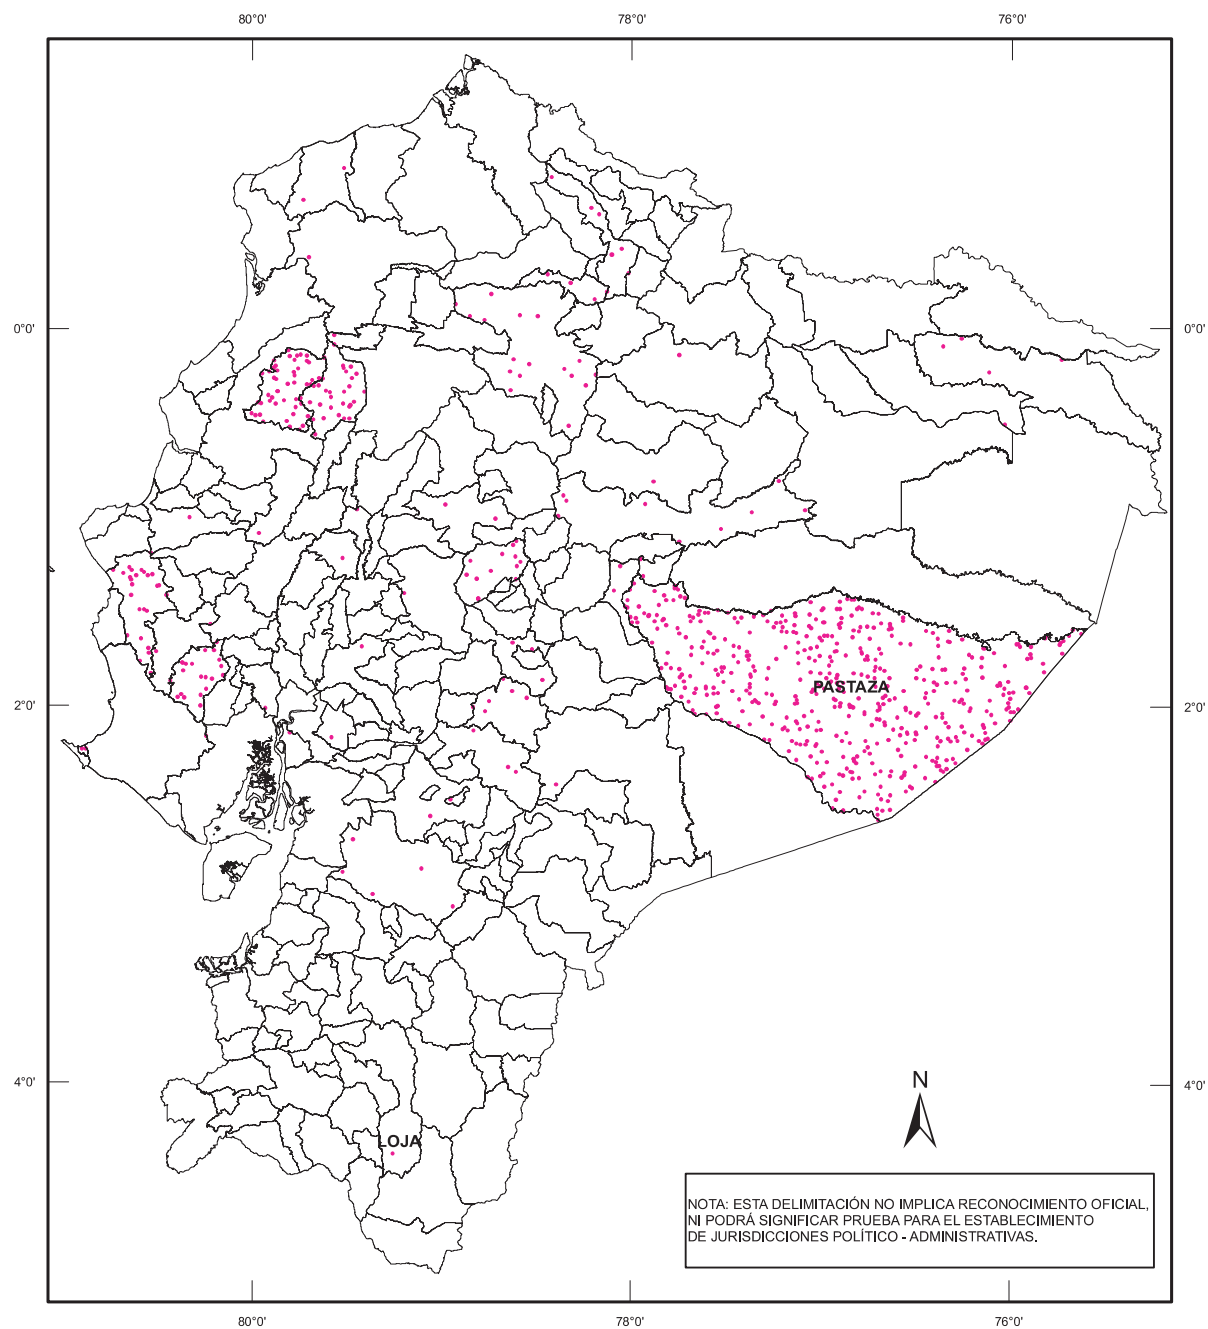 80°0'
78°0'
76°0'
0°0'
0°0'
PASTAZA
2°0'
2°0'
4°0'
4°0'
N
LOJA
NOTA: ESTA DELIMITACIÓN NO IMPLICA RECONOCIMIENTO OFICIAL,
NI PODRÁ SIGNIFICAR PRUEBA PARA EL ESTABLECIMIENTO
DE JURISDICCIONES POLÍTICO - ADMINISTRATIVAS.
80°0'
78°0'
76°0'